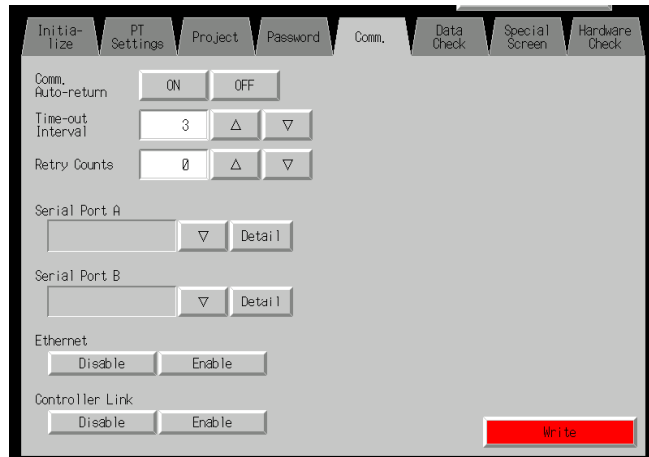 Initia-
lize
PT
Settings
Project
Password
Comm.
Data
Check
Special
Screen
Hardware
Check
Comm.
Auto-return
ON
OFF
Time-out
Interval
3
△
▽
Retry Counts
0
△
▽
Serial Port A
▽
Detail
Serial Port B
▽
Detail
Ethernet
Disable
Enable
Controller Link
Disable
Enable
Write